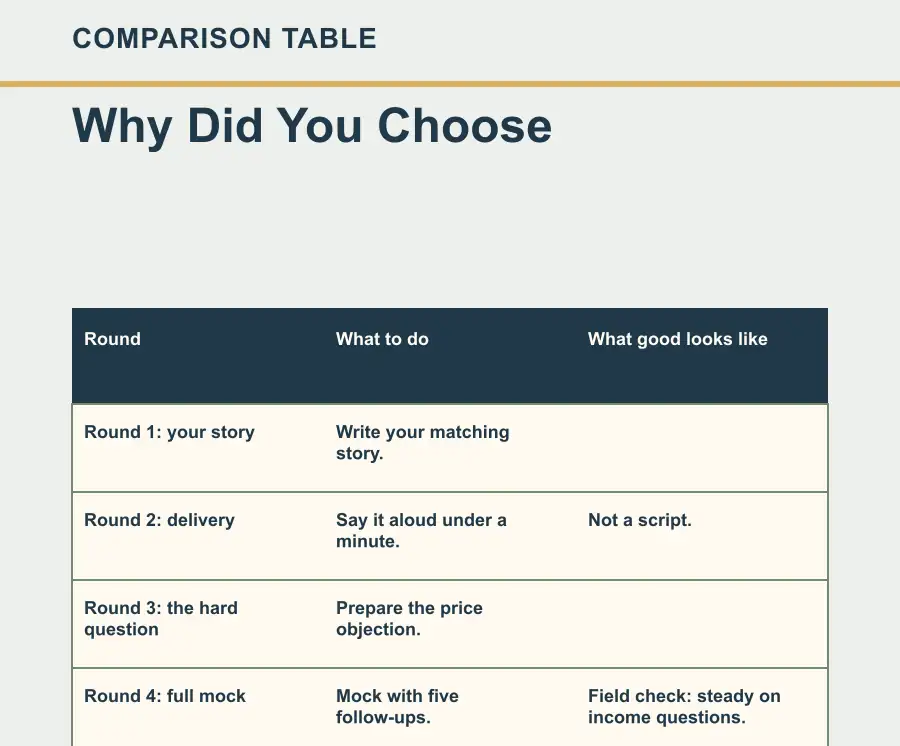 COMPARISON TABLE
Why Did You Choose
Round
What to do
What good looks like
Round 1: your story
Write your matching
story.
Round 2: delivery
Say it aloud under a
minute.
Not a script.
Round 3: the hard
question
Prepare the price
objection.
Round 4: full mock
Mock with five
follow-ups.
Field check: steady on
income questions.